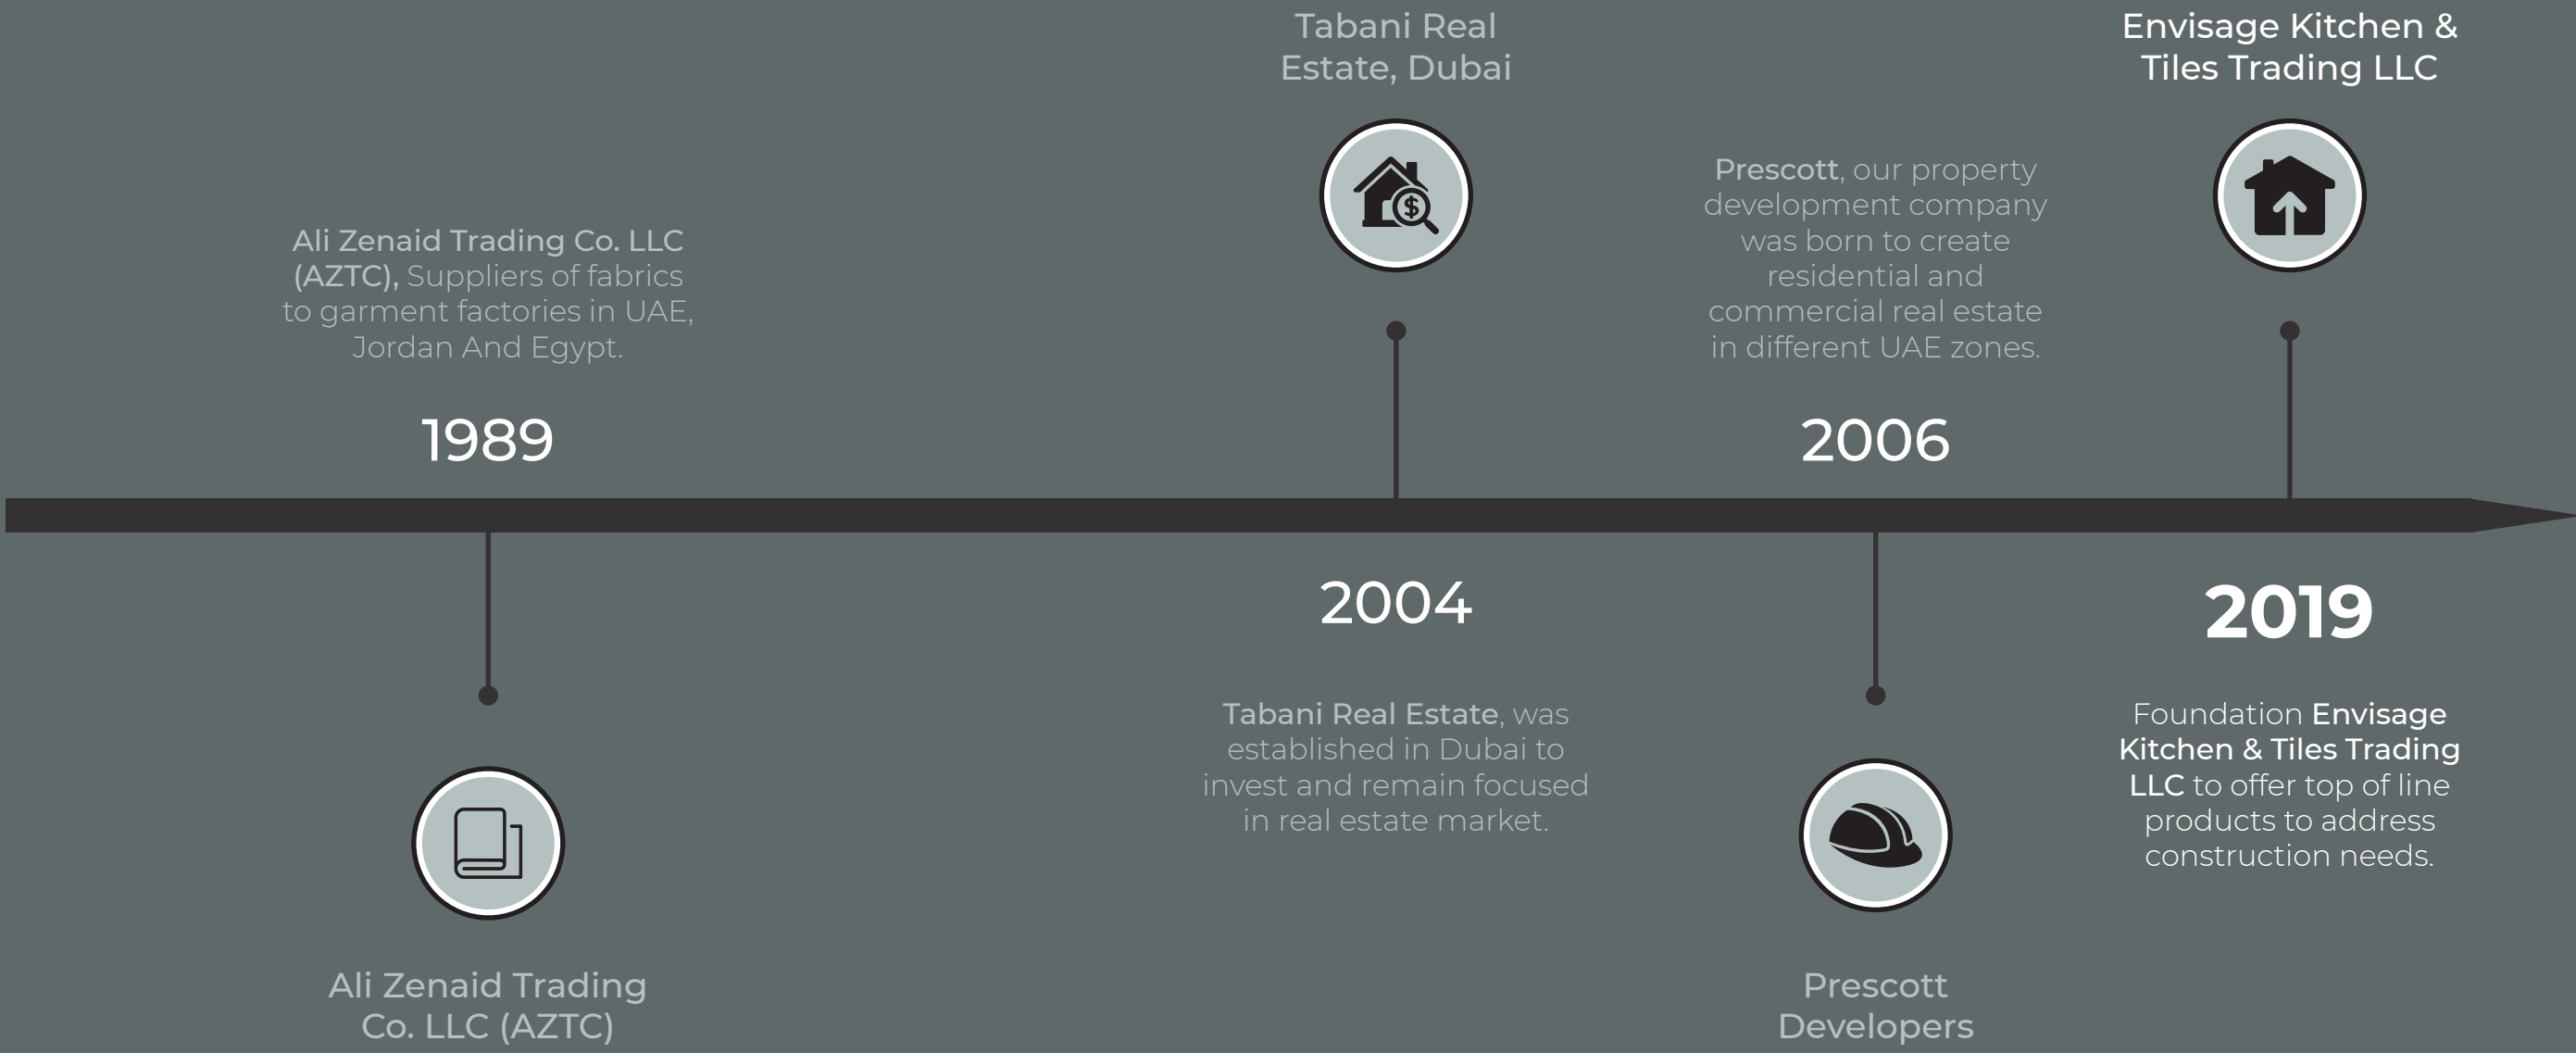 Ali Zenaid Trading Co. LLC
(AZTC), Suppliers of fabrics
to garment factories in UAE,
Jordan And Egypt.
1989
Ali Zenaid Trading
Co. LLC (AZTC)
Tabani Real
Estate, Dubai
2004
Tabani Real Estate, was
established in Dubai to
invest and remain focused
in real estate market.
Prescott, our property
development company
was born to create
residential and
commercial real estate
in different UAE zones.
2006
Prescott
Developers
Envisage Kitchen &
Tiles Trading LLC
2019
Foundation Envisage
Kitchen & Tiles Trading
LLC to offer top of line
products to address
construction needs.